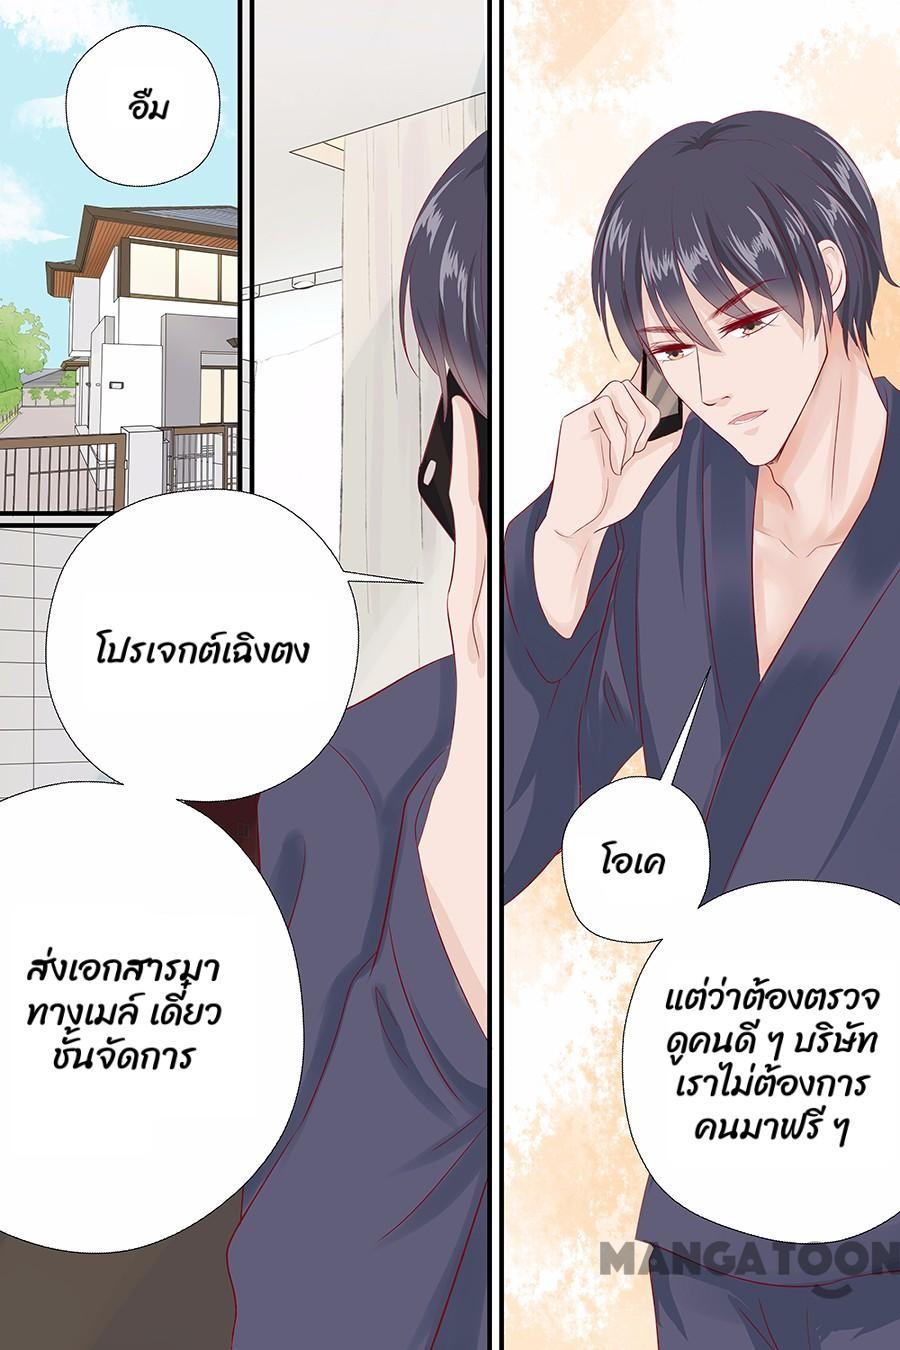 อืม
โปรเจกต์เฉิงตง
ส่งเอกสารมา
ทางเมล์ เดี๋ยว
ชั้นจัดการ
โอเค
แต่ว่าต้องตรวจ
ดูคนดี ๆ บริษัท
เราไม่ต้องการ
คนมาฟรี ๆ
MANGATOON